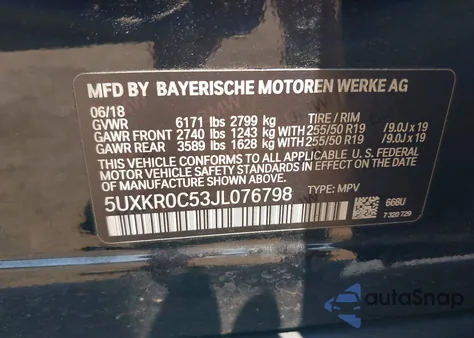 MFD BY BAYERISCHE MOTOREN WERKE AG
06/18
GVWR 6171 lbs 2799 kg TIRE / RIM
GAWR FRONT 2740 lbs 1243 kg WITH 255/50 R19 /9.0J x 19
GAWR REAR 3589 lbs 1628 kg WITH 255/50 R19 /9.0J x 19
THIS VEHICLE CONFORMS TO ALL APPLICABLE U.S. FEDERAL
MOTOR VEHICLE SAFETY STANDARDS IN EFFECT ON THE DATE
OF MANUFACTURE SHOWN ABOVE.
5UXKR0C53JL076798 TYPE: MPV 668U
7 320 729
autoSnap